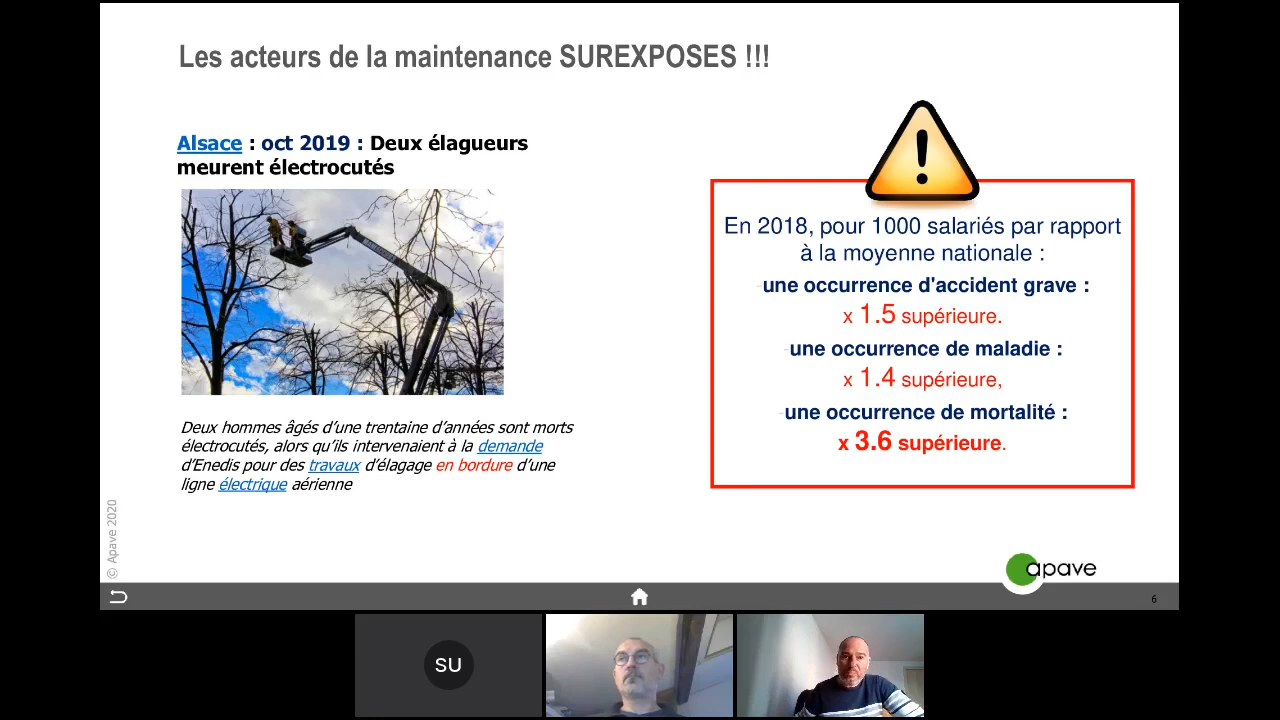 Les acteurs de la maintenance SUREXPOSES !!!
Alsace : oct 2019 : Deux élagueurs
meurent électrocutés
Deux hommes âgés d'une trentaine d'années sont morts
électrocutés, alors qu'ils intervenaient à la demande
d'Enedis pour des travaux d'élagage en bordure d'une
ligne électrique aérienne
En 2018, pour 1000 salariés par rapport
à la moyenne nationale :
-une occurrence d'accident grave :
x 1.5 supérieure.
-une occurrence de maladie :
x 1.4 supérieure,
-une occurrence de mortalité :
x 3.6 supérieure.
© Apave 2020
apave
6
SU